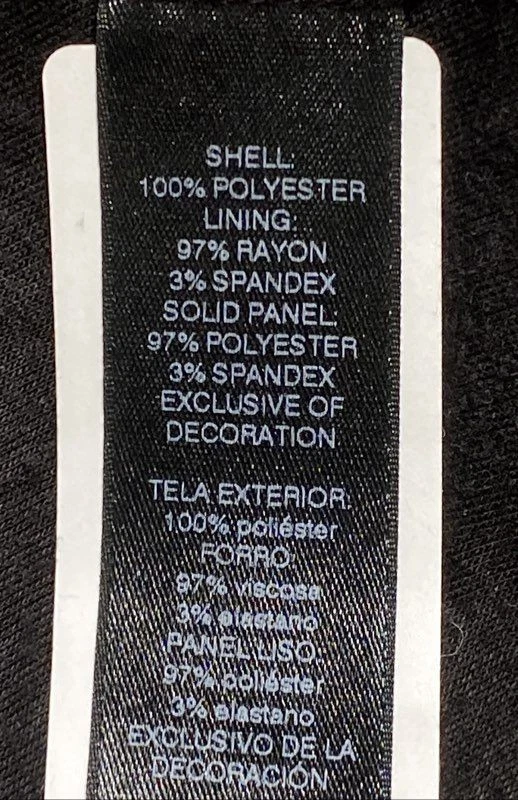 SHELL:
100% POLYESTER
LINING:
97% RAYON
3% SPANDEX
SOLID PANEL:
97% POLYESTER
3% SPANDEX
EXCLUSIVE OF
DECORATION
TELA EXTERIOR:
100% poliéster
FORRO:
97% viscosa
3% elastano
PANEL LISO:
97% poliéster
3% elastano
EXCLUSIVO DE LA
DECORACIÓN